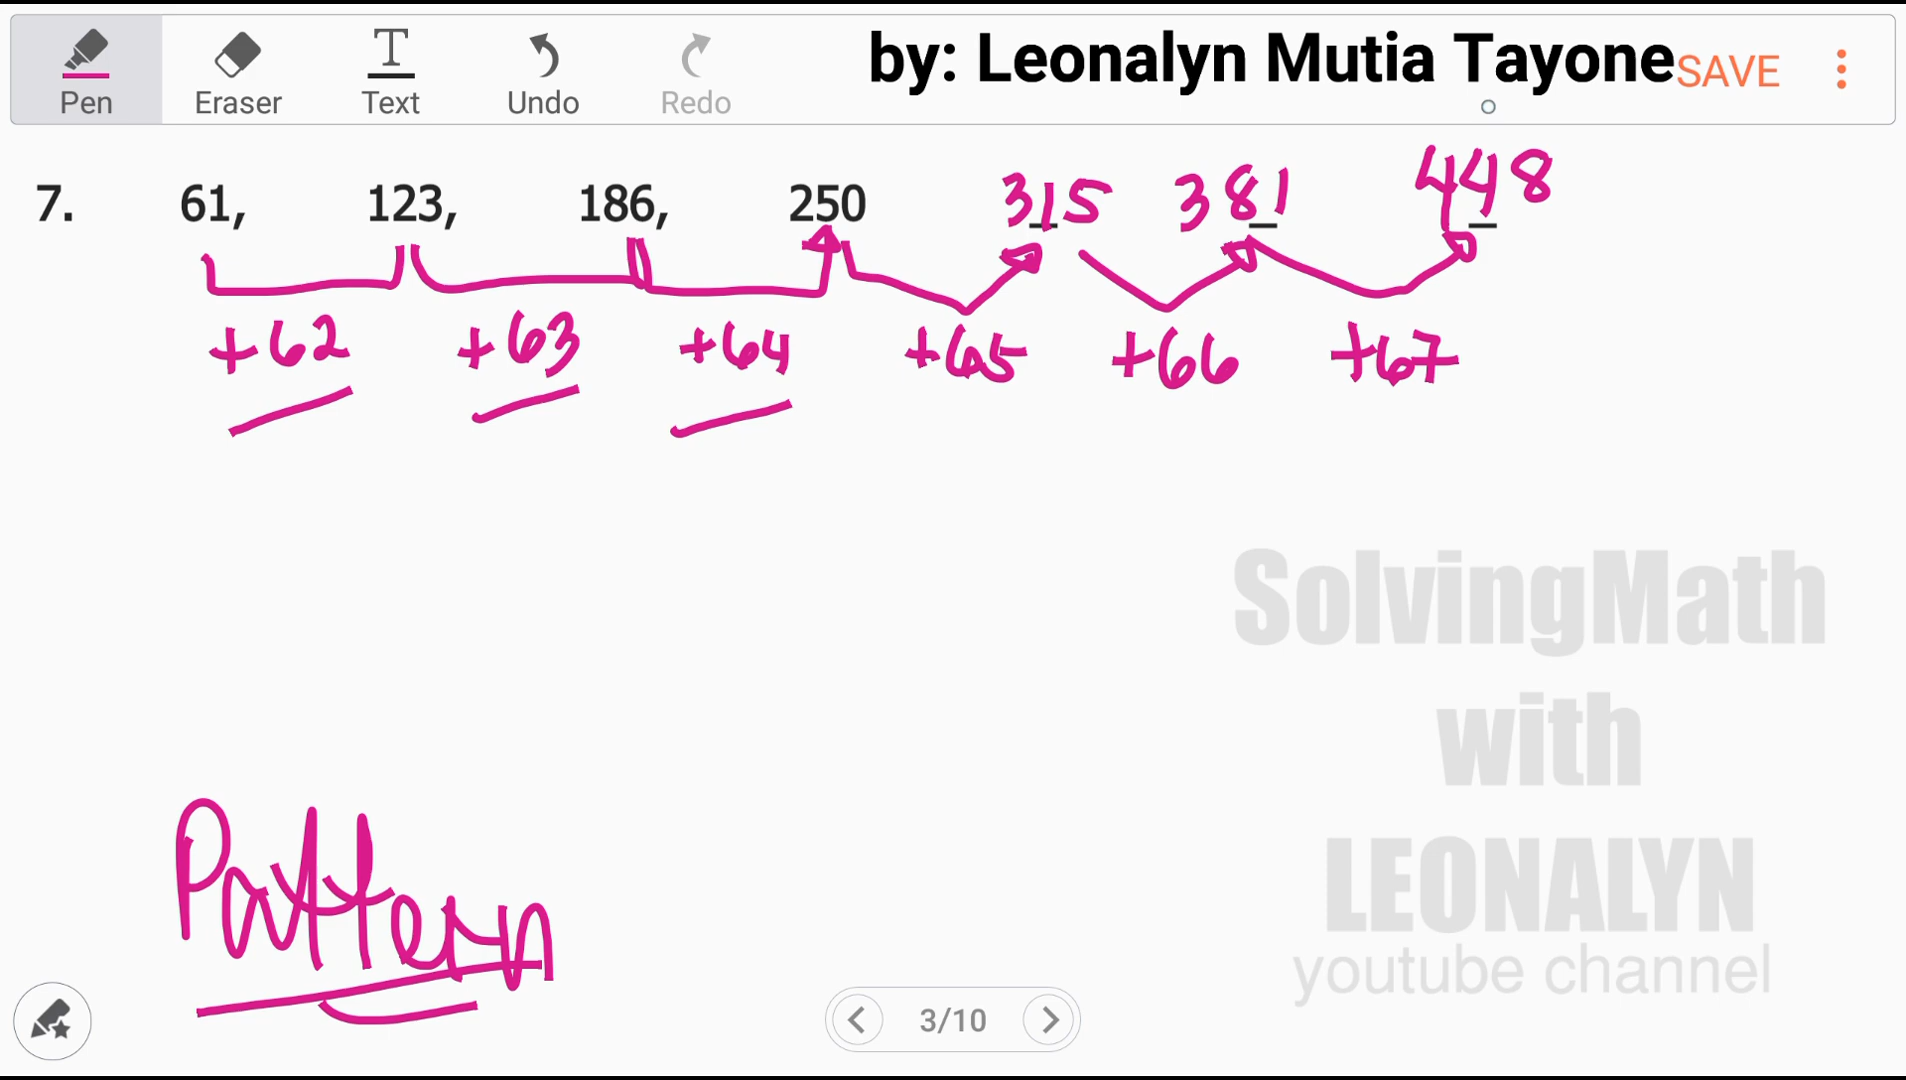 by: Leonalyn Mutia Tayone
SAVE
Pen Eraser Text Undo Redo
7. 61, 123, 186, 250 315 381 448
+62 +63 +64 +65 +66 +67
SolvingMath
with
LEONALYN
youtube channel
Pattern
3/10